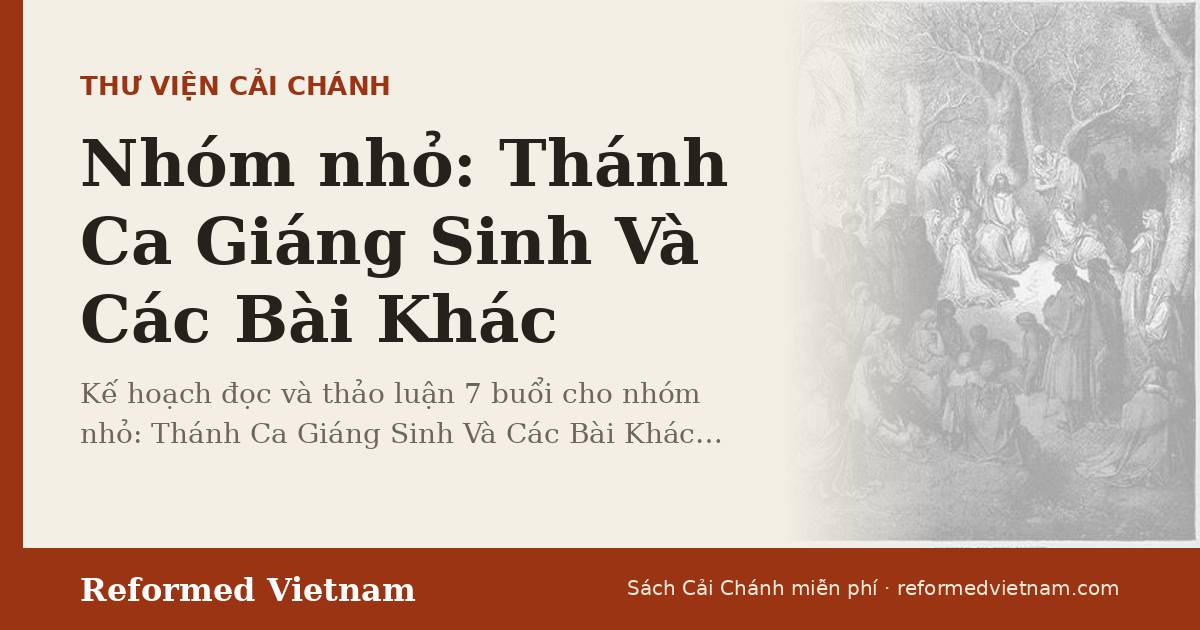 THƯ VIỆN CẢI CHÁNH
Nhóm nhỏ: Thánh
Ca Giáng Sinh Và
Các Bài Khác
Kế hoạch đọc và thảo luận 7 buổi cho nhóm
nhỏ: Thánh Ca Giáng Sinh Và Các Bài Khác...
Reformed Vietnam
Sách Cải Chánh miễn phí · reformedvietnam.com